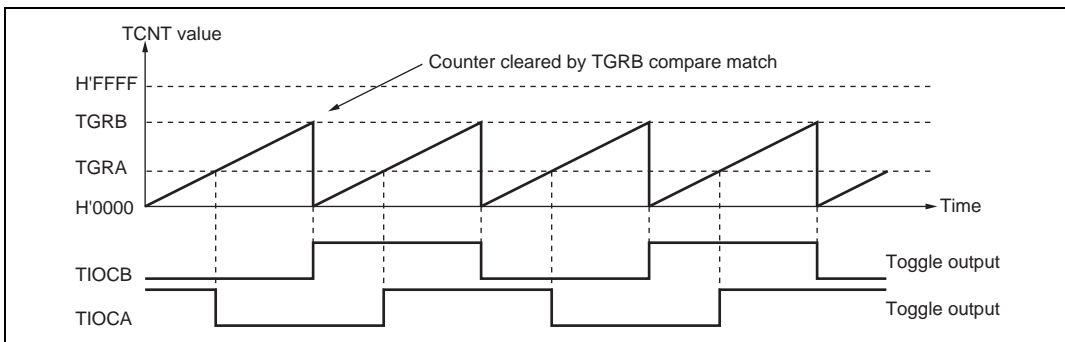 TCNT value
Counter cleared by TGRB compare match
H'FFFF
TGRB
TGRA
H'0000
Time
TIOCB
Toggle output
TIOCA
Toggle output